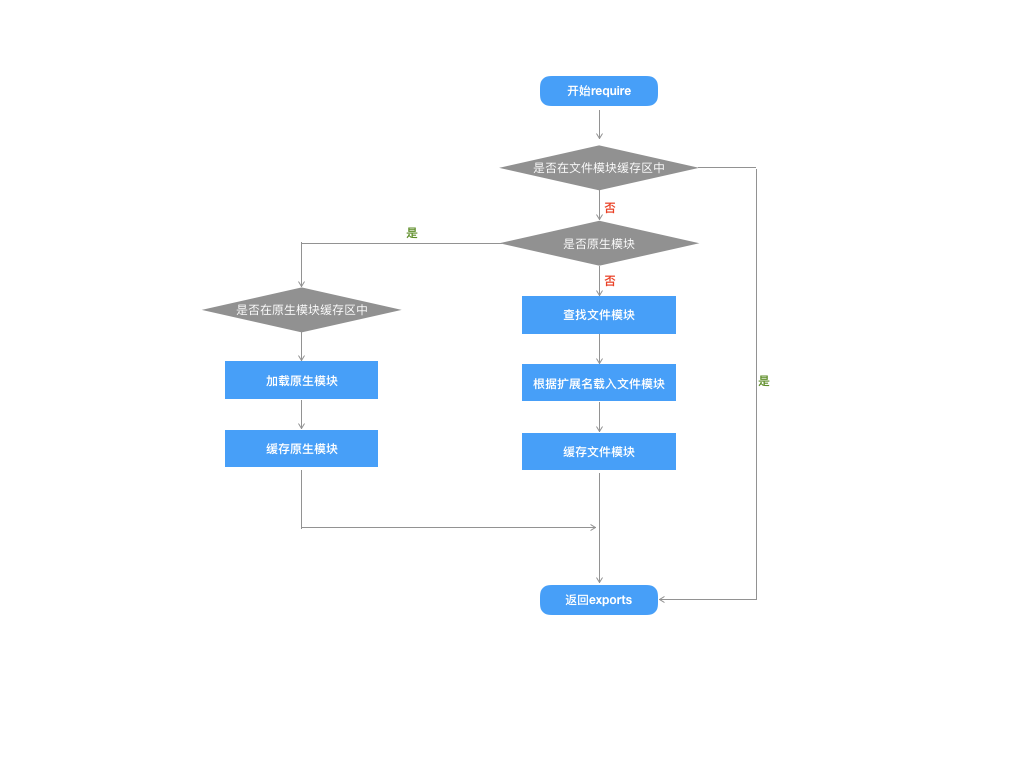 开始require
是否在文件模块缓存区中
否
是
是否原生模块
否
是否在原生模块缓存区中
查找文件模块
加载原生模块
根据扩展名载入文件模块
是
缓存原生模块
缓存文件模块
返回exports